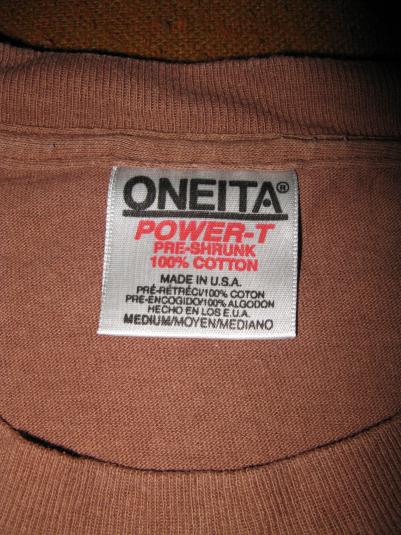 ONEITA®
POWER-T
PRE-SHRUNK
100% COTTON
MADE IN U.S.A.
PRÉ-RÉTRÉCI/100% COTON
PRE-ENCOGIDO/100% ALGODON
HECHO EN LOS E.U.A.
MEDIUM/MOYEN/MEDIANO